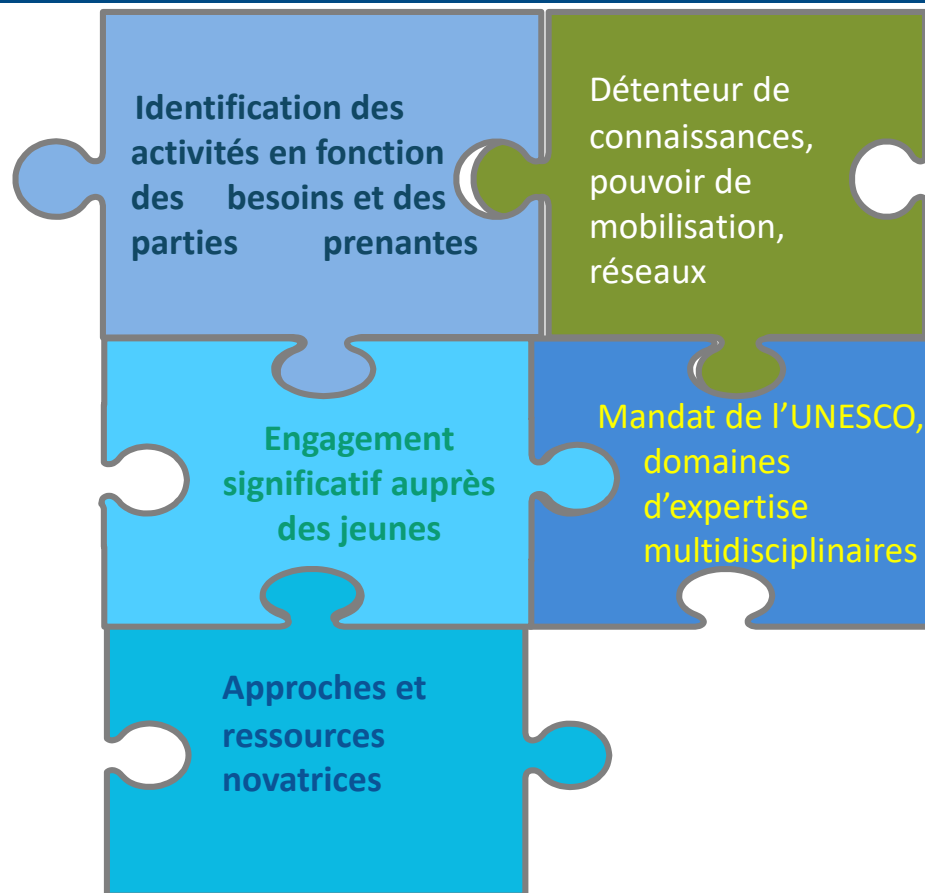 Identification des
activités en fonction
des besoins et des
parties prenantes
Détenteur de
connaissances,
pouvoir de
mobilisation,
réseaux
Engagement
significatif auprès
des jeunes
Mandat de l’UNESCO,
domaines
d’expertise
multidisciplinaires
Approches et
ressources
novatrices